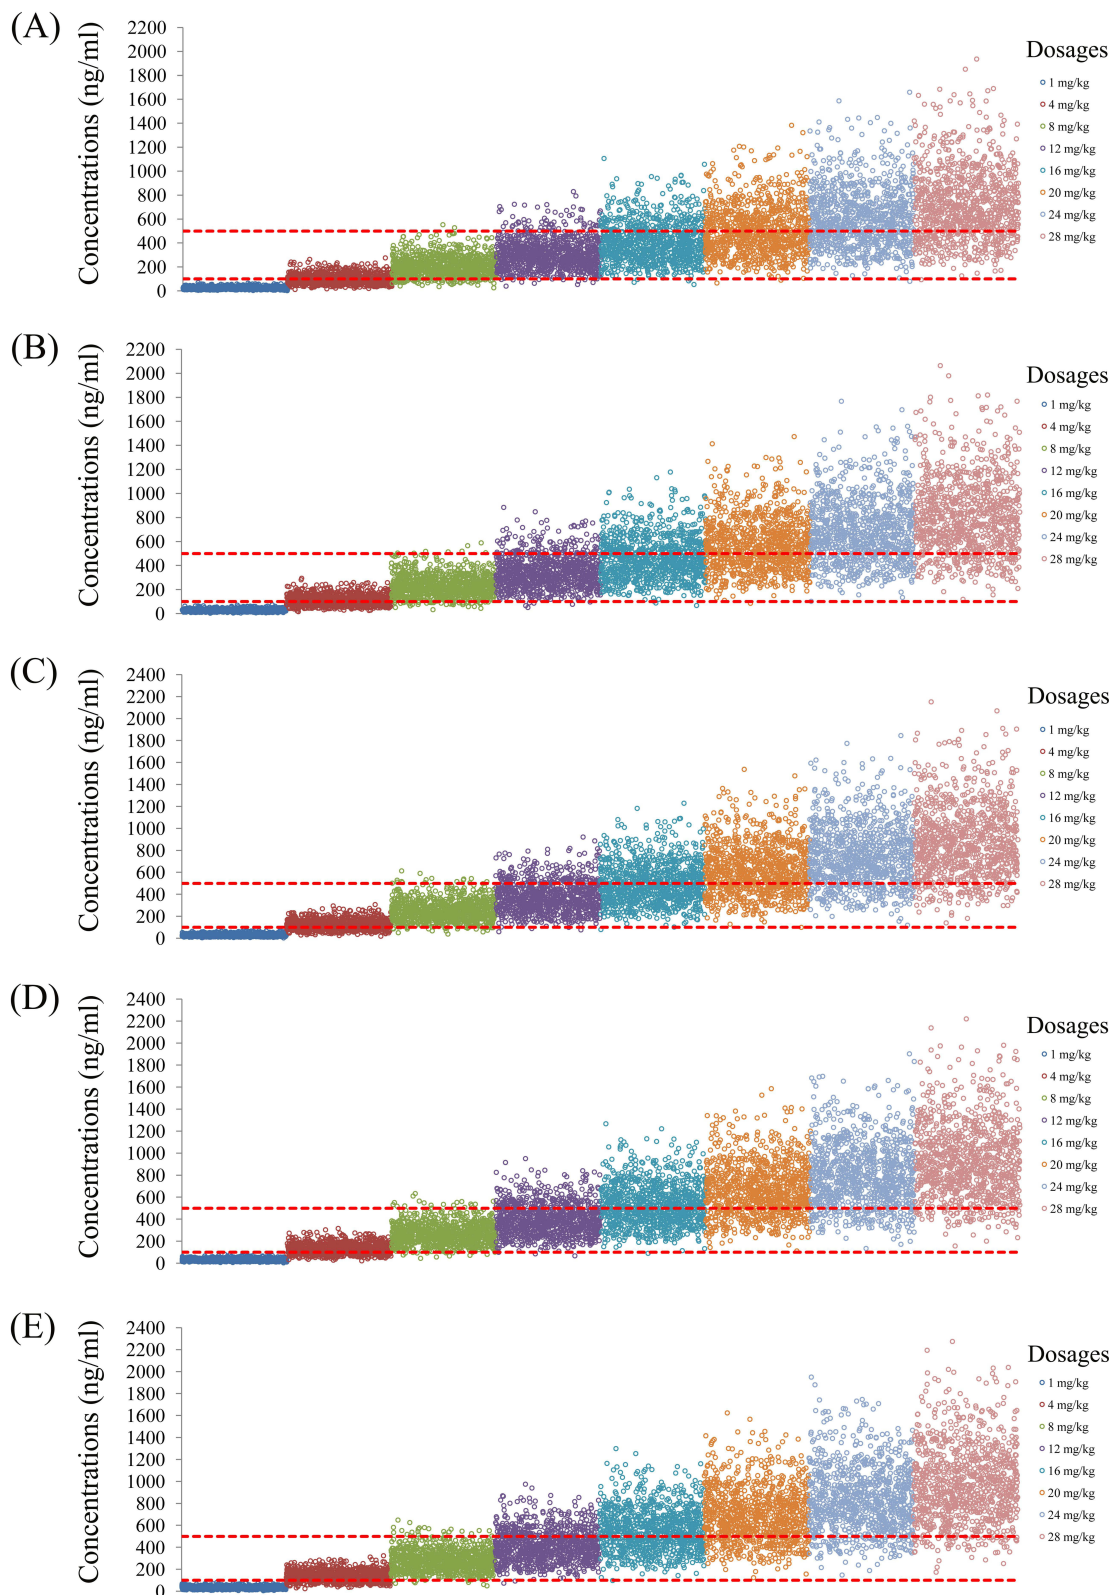 (A)
Concentrations (ng/ml)
2200
2000
1800
1600
1400
1200
1000
800
600
400
200
0
Dosages
1 mg/kg
4 mg/kg
8 mg/kg
12 mg/kg
16 mg/kg
20 mg/kg
24 mg/kg
28 mg/kg
(B)
Concentrations (ng/ml)
2200
2000
1800
1600
1400
1200
1000
800
600
400
200
0
Dosages
1 mg/kg
4 mg/kg
8 mg/kg
12 mg/kg
16 mg/kg
20 mg/kg
24 mg/kg
28 mg/kg
(C)
Concentrations (ng/ml)
2400
2200
2000
1800
1600
1400
1200
1000
800
600
400
200
0
Dosages
1 mg/kg
4 mg/kg
8 mg/kg
12 mg/kg
16 mg/kg
20 mg/kg
24 mg/kg
28 mg/kg
(D)
Concentrations (ng/ml)
2400
2200
2000
1800
1600
1400
1200
1000
800
600
400
200
0
Dosages
1 mg/kg
4 mg/kg
8 mg/kg
12 mg/kg
16 mg/kg
20 mg/kg
24 mg/kg
28 mg/kg
(E)
Concentrations (ng/ml)
2400
2200
2000
1800
1600
1400
1200
1000
800
600
400
200
0
Dosages
1 mg/kg
4 mg/kg
8 mg/kg
12 mg/kg
16 mg/kg
20 mg/kg
24 mg/kg
28 mg/kg